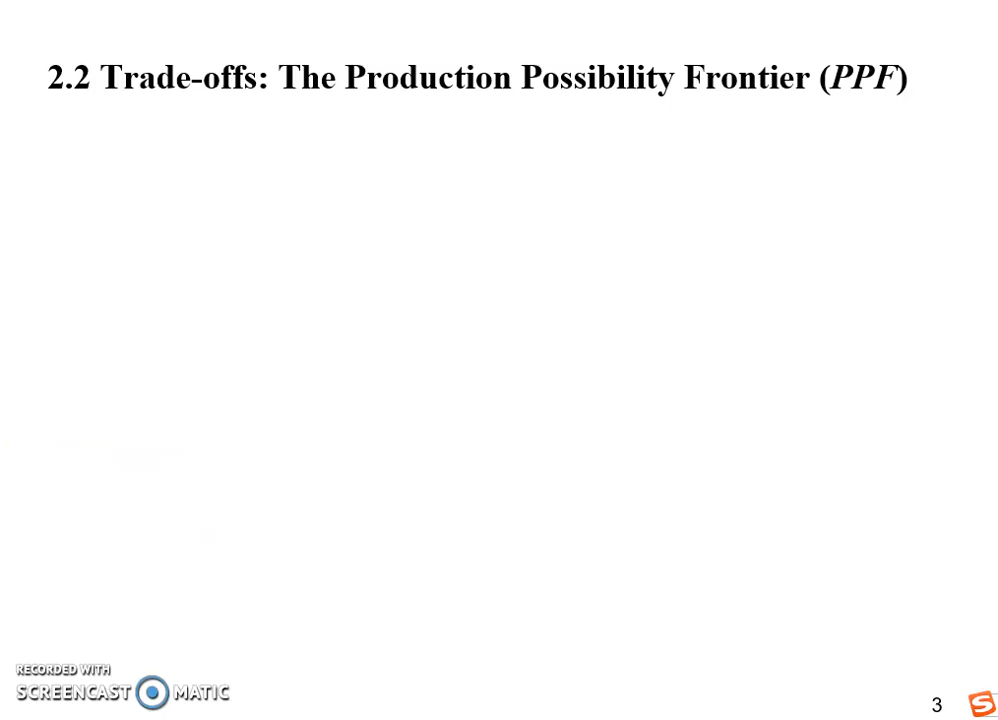 2.2 Trade-offs: The Production Possibility Frontier (PPF)
RECORDED WITH
SCREENCAST MATIC
3
S